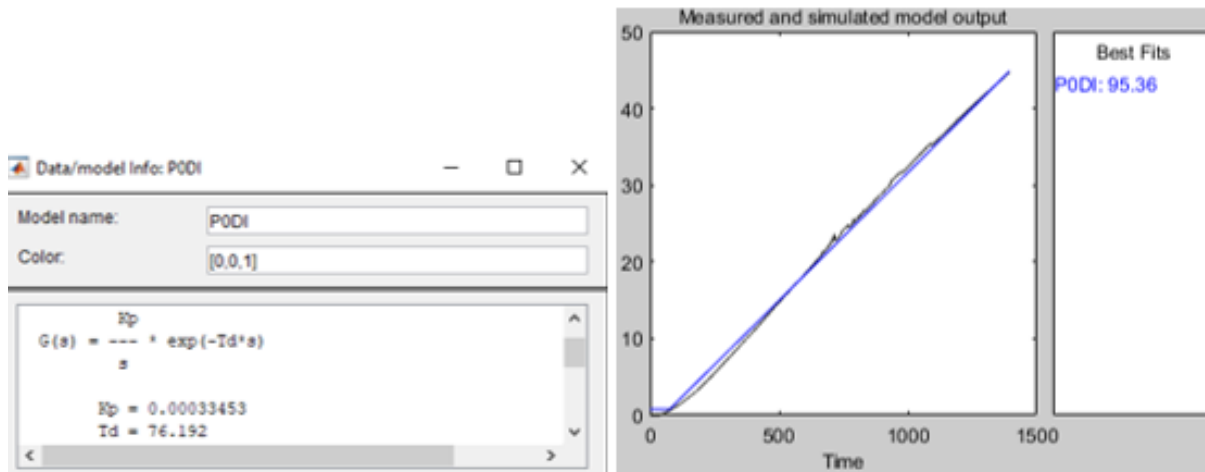 Data/model Info: P0DI
Model name:
P0DI
Color:
[0,0,1]
Kp
G(s) = --- * exp(-Td*s)
s
Kp = 0.00033453
Td = 76.192
Measured and simulated model output
50
40
30
20
10
0
0
500
1000
1500
Time
Best Fits
P0DI: 95.36